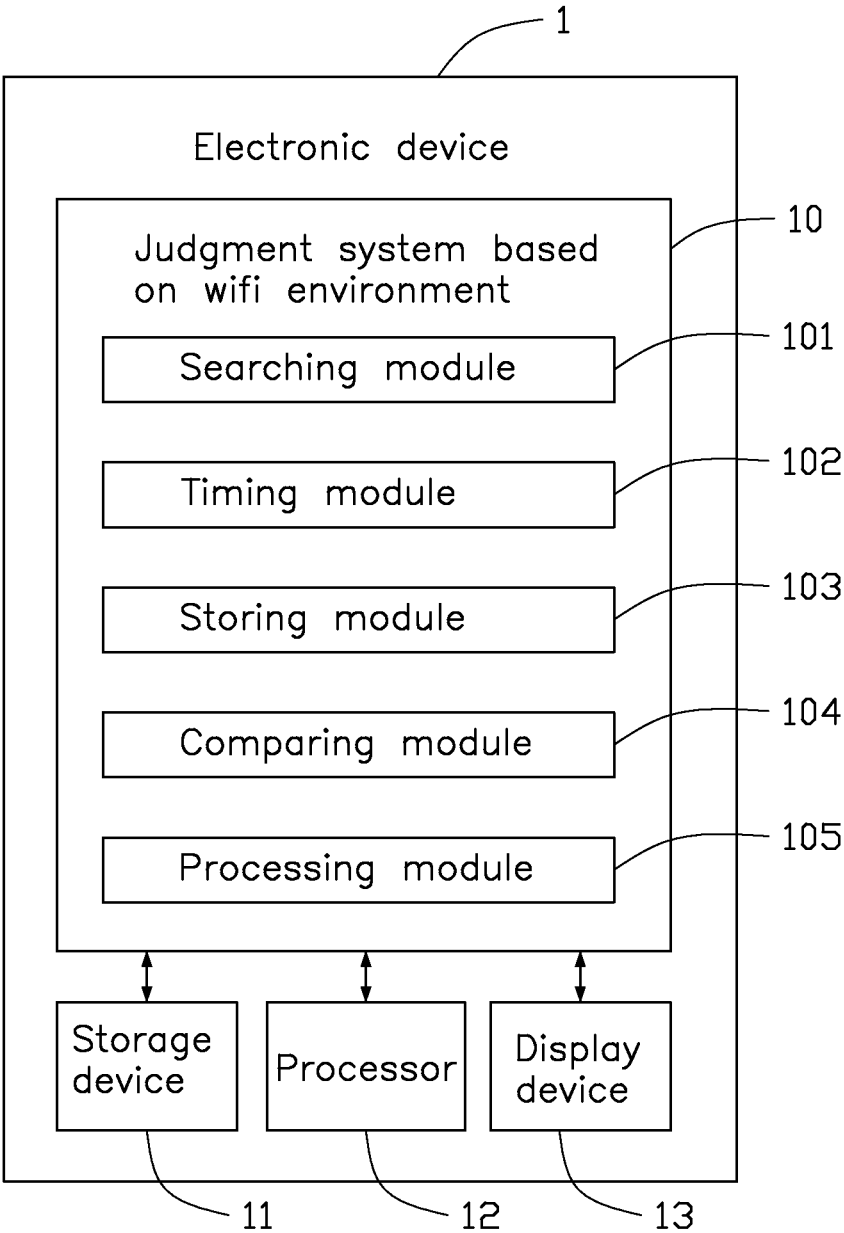 1
Electronic device
10
Judgment system based
on wifi environment
101
Searching module
102
Timing module
103
Storing module
104
Comparing module
105
Processing module
Storage
device
Processor
Display
device
11
12
13